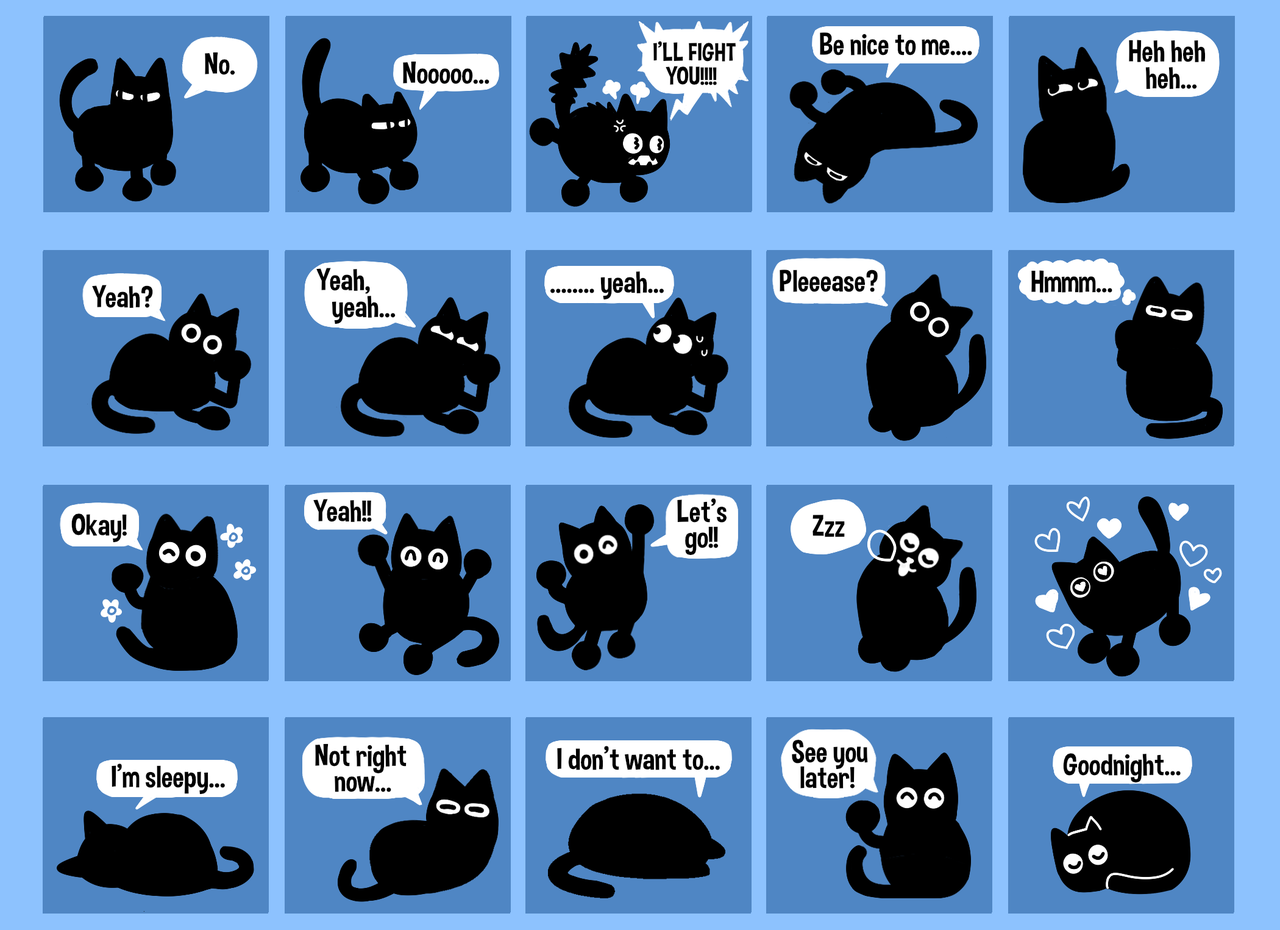 No.
Nooooo...
I'LL FIGHT
YOU!!!!
Be nice to me....
Heh heh
heh...
Yeah?
Yeah,
yeah...
........ yeah...
Pleeease?
Hmmm...
Okay!
Yeah!!
Let's
go!!
Zzz
I'm sleepy...
Not right
now...
I don't want to...
See you
later!
Goodnight...